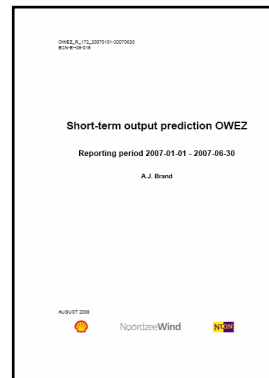 OWEZ_R_172_20070101-20070630
ECN-E--08-018
Short-term output prediction OWEZ
Reporting period 2007-01-01 - 2007-06-30
A.J. Brand
AUGUST 2008
NoordzeeWind
NUON